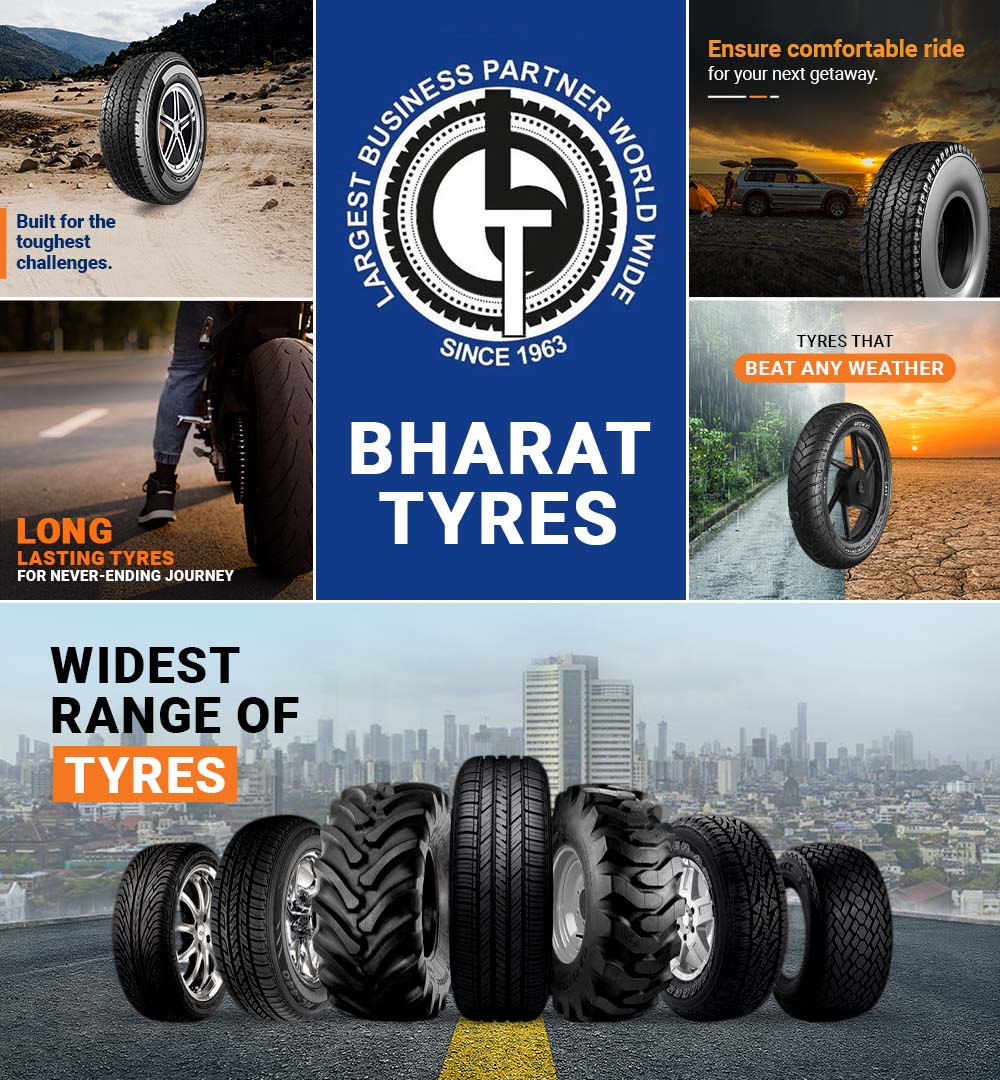 Built for the
toughest
challenges.
LARGEST BUSINESS PARTNER WORLD WIDE
SINCE 1963
BHARAT
TYRES
Ensure comfortable ride
for your next getaway.
LONG
LASTING TYRES
FOR NEVER-ENDING JOURNEY
TYRES THAT
BEAT ANY WEATHER
WIDEST
RANGE OF
TYRES